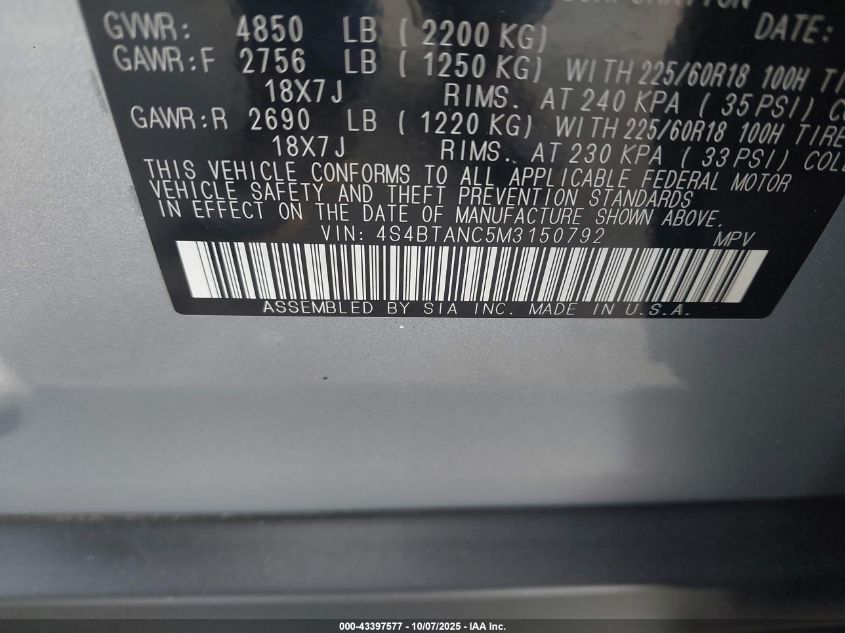 CORPORATION
GVWR: 4850 LB ( 2200 KG) DATE:
GAWR:F 2756 LB ( 1250 KG) WITH 225/60R18 100H
18X7J RIMS. AT 240 KPA ( 35 PSI)
GAWR:R 2690 LB ( 1220 KG) WITH 225/60R18 100H TIRE
18X7J RIMS. AT 230 KPA ( 33 PSI) COL
THIS VEHICLE CONFORMS TO ALL APPLICABLE FEDERAL MOTOR
VEHICLE SAFETY AND THEFT PREVENTION STANDARDS
IN EFFECT ON THE DATE OF MANUFACTURE SHOWN ABOVE.
VIN: 4S4BTANC5M3150792 MPV
ASSEMBLED BY SIA INC. MADE IN U.S.A.
000-43397577 - 10/07/2025 - IAA Inc.